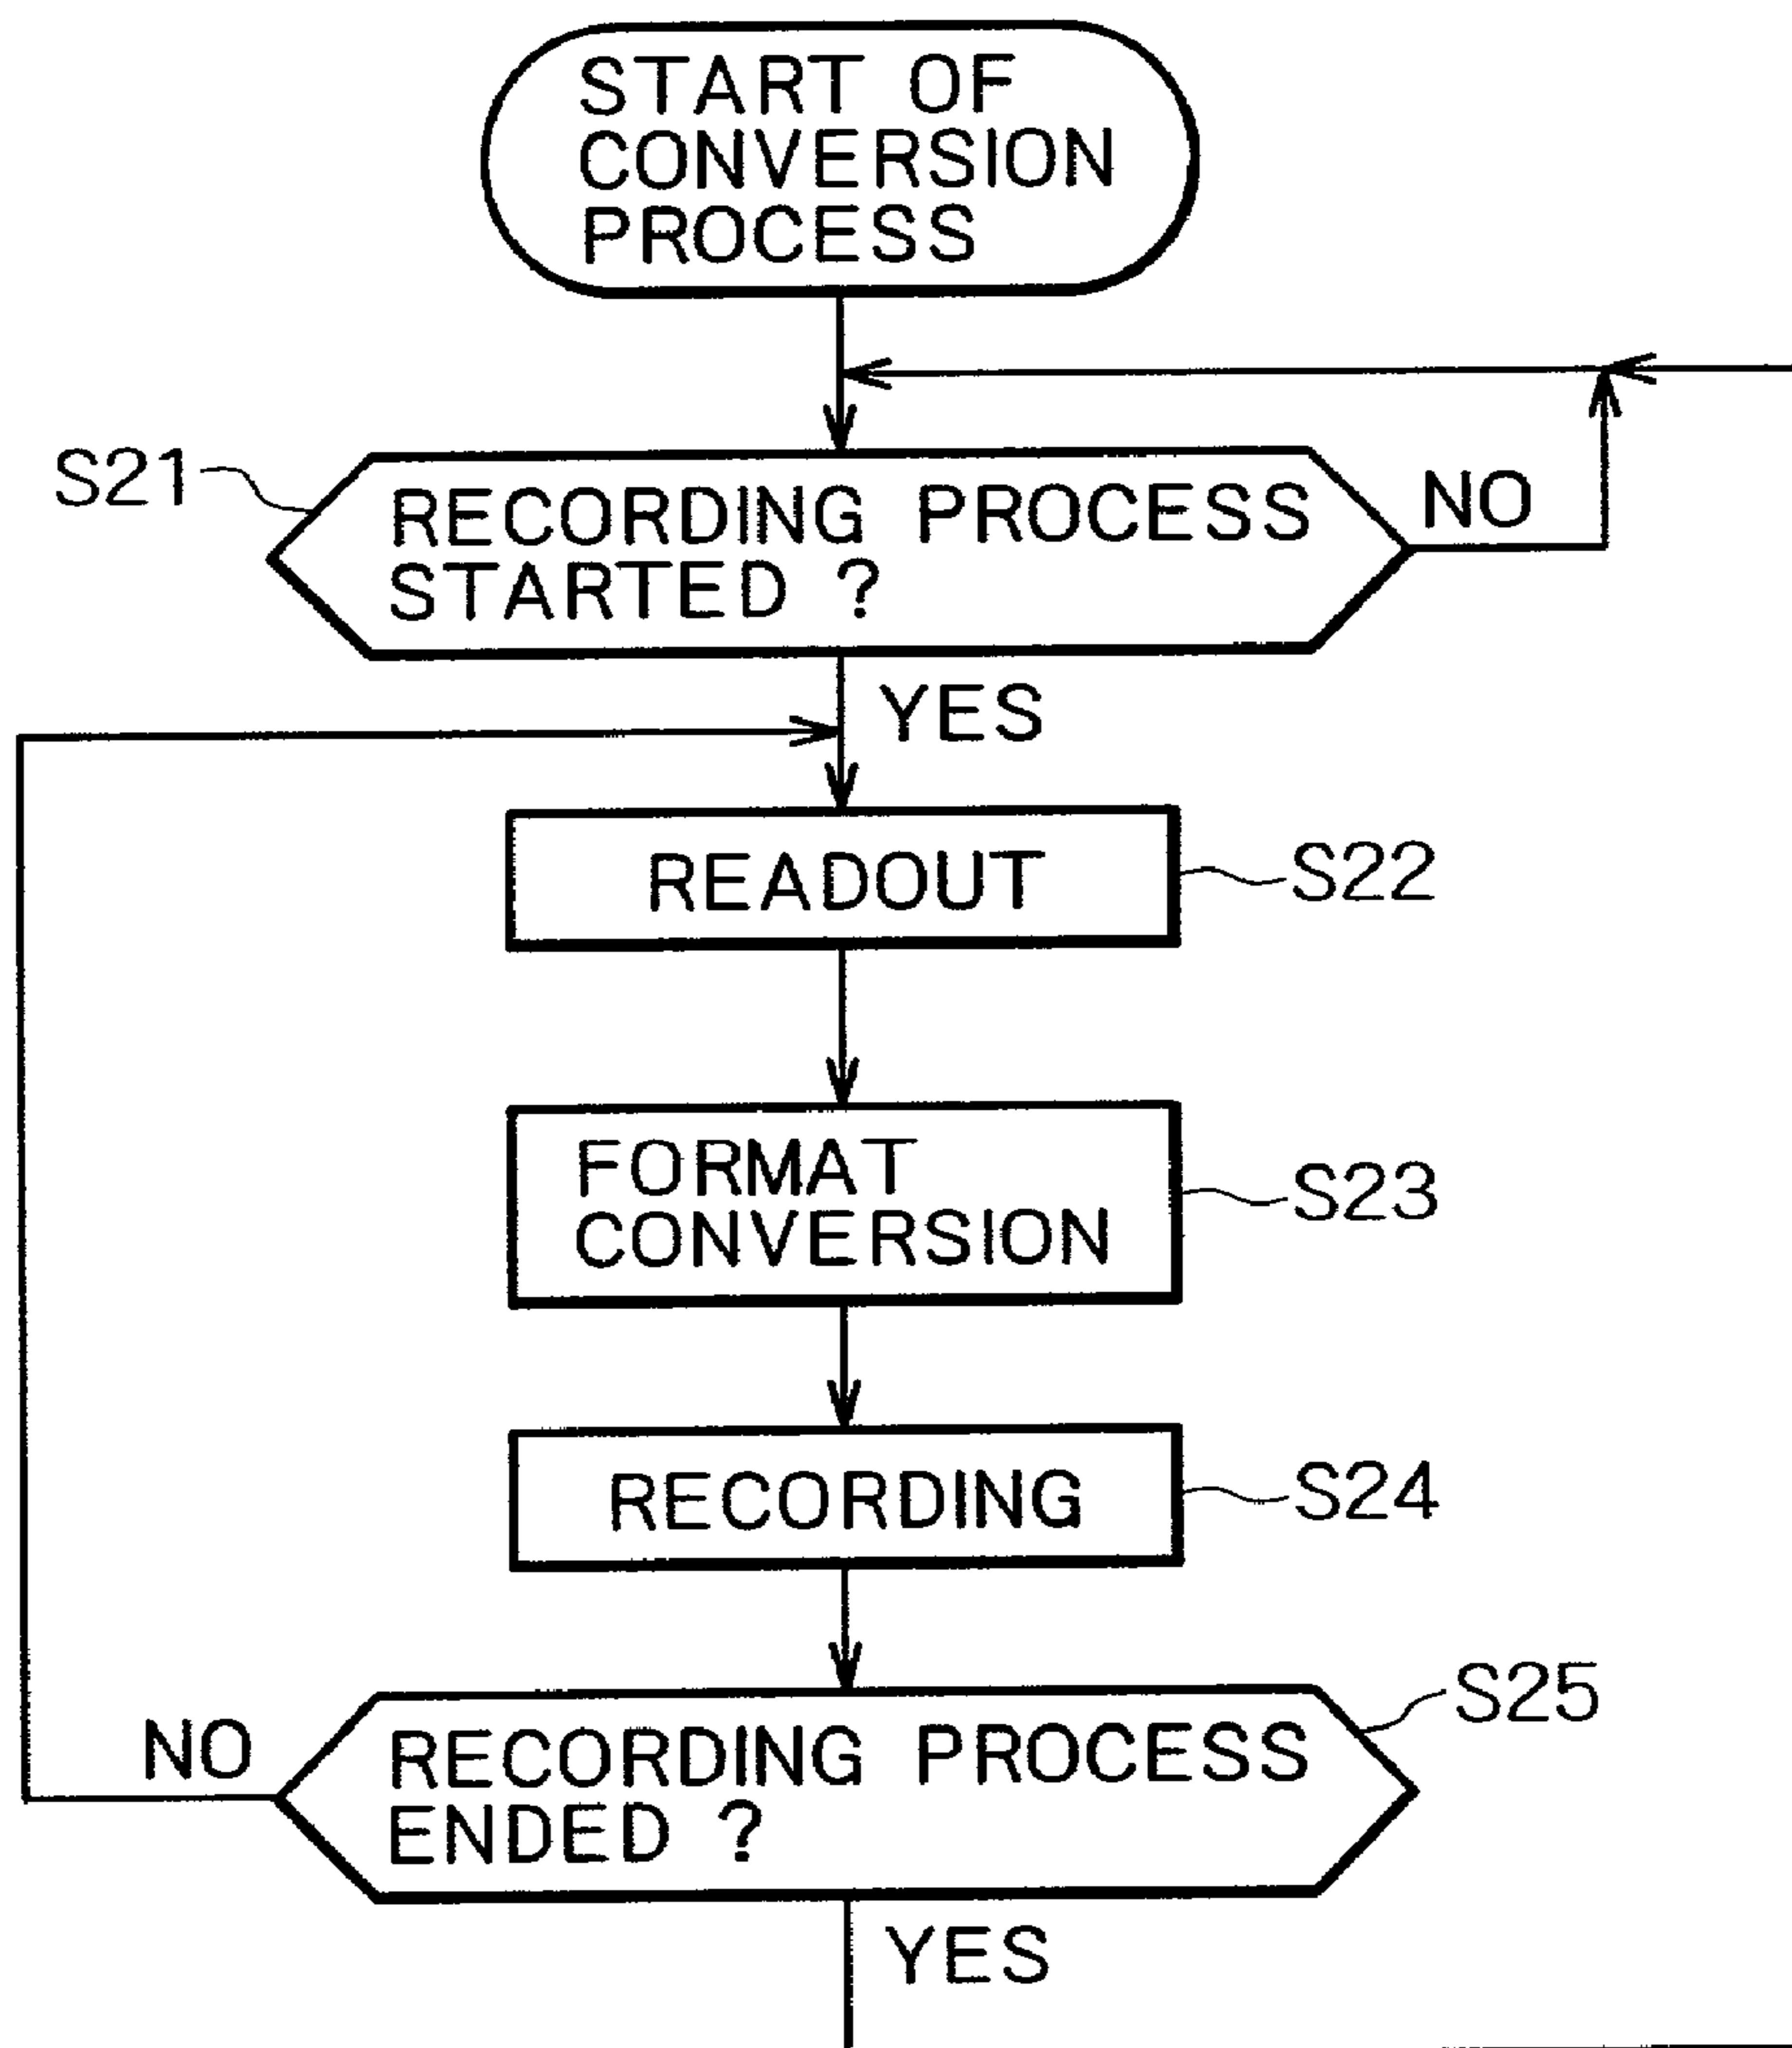 START OF
CONVERSION
PROCESS
S21
RECORDING PROCESS
STARTED ?
NO
YES
READOUT
S22
FORMAT
CONVERSION
S23
RECORDING
S24
S25
NO
RECORDING PROCESS
ENDED ?
YES